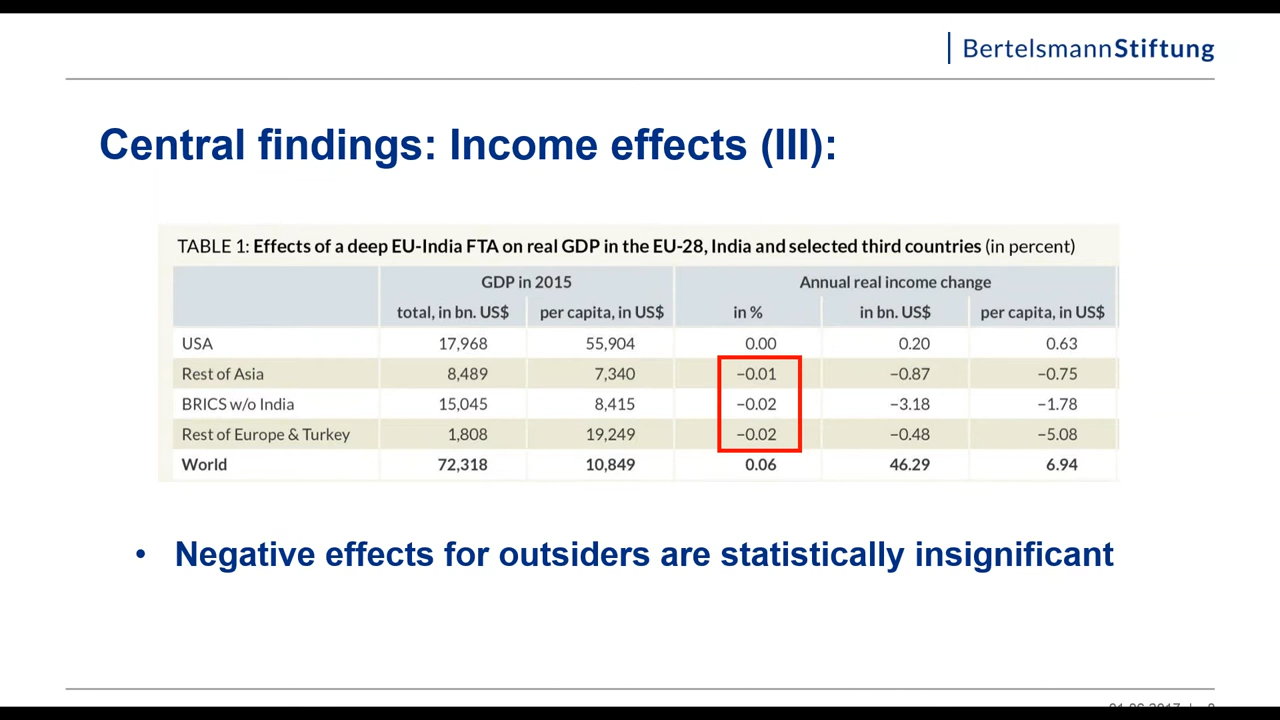 BertelsmannStiftung
Central findings: Income effects (III):
TABLE 1: Effects of a deep EU-India FTA on real GDP in the EU-28, India and selected third countries (in percent)
GDP in 2015 Annual real income change
total, in bn. US$ per capita, in US$ in % in bn. US$ per capita, in US$
USA 17,968 55,904 0.00 0.20 0.63
Rest of Asia 8,489 7,340 −0.01 −0.87 −0.75
BRICS w/o India 15,045 8,415 −0.02 −3.18 −1.78
Rest of Europe & Turkey 1,808 19,249 −0.02 −0.48 −5.08
World 72,318 10,849 0.06 46.29 6.94
• Negative effects for outsiders are statistically insignificant